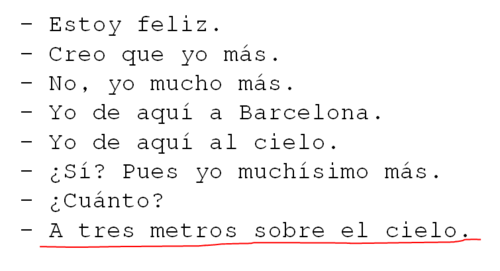 - Estoy feliz.
- Creo que yo más.
- No, yo mucho más.
- Yo de aquí a Barcelona.
- Yo de aquí al cielo.
- ¿Sí? Pues yo muchísimo más.
- ¿Cuánto?
- A tres metros sobre el cielo.